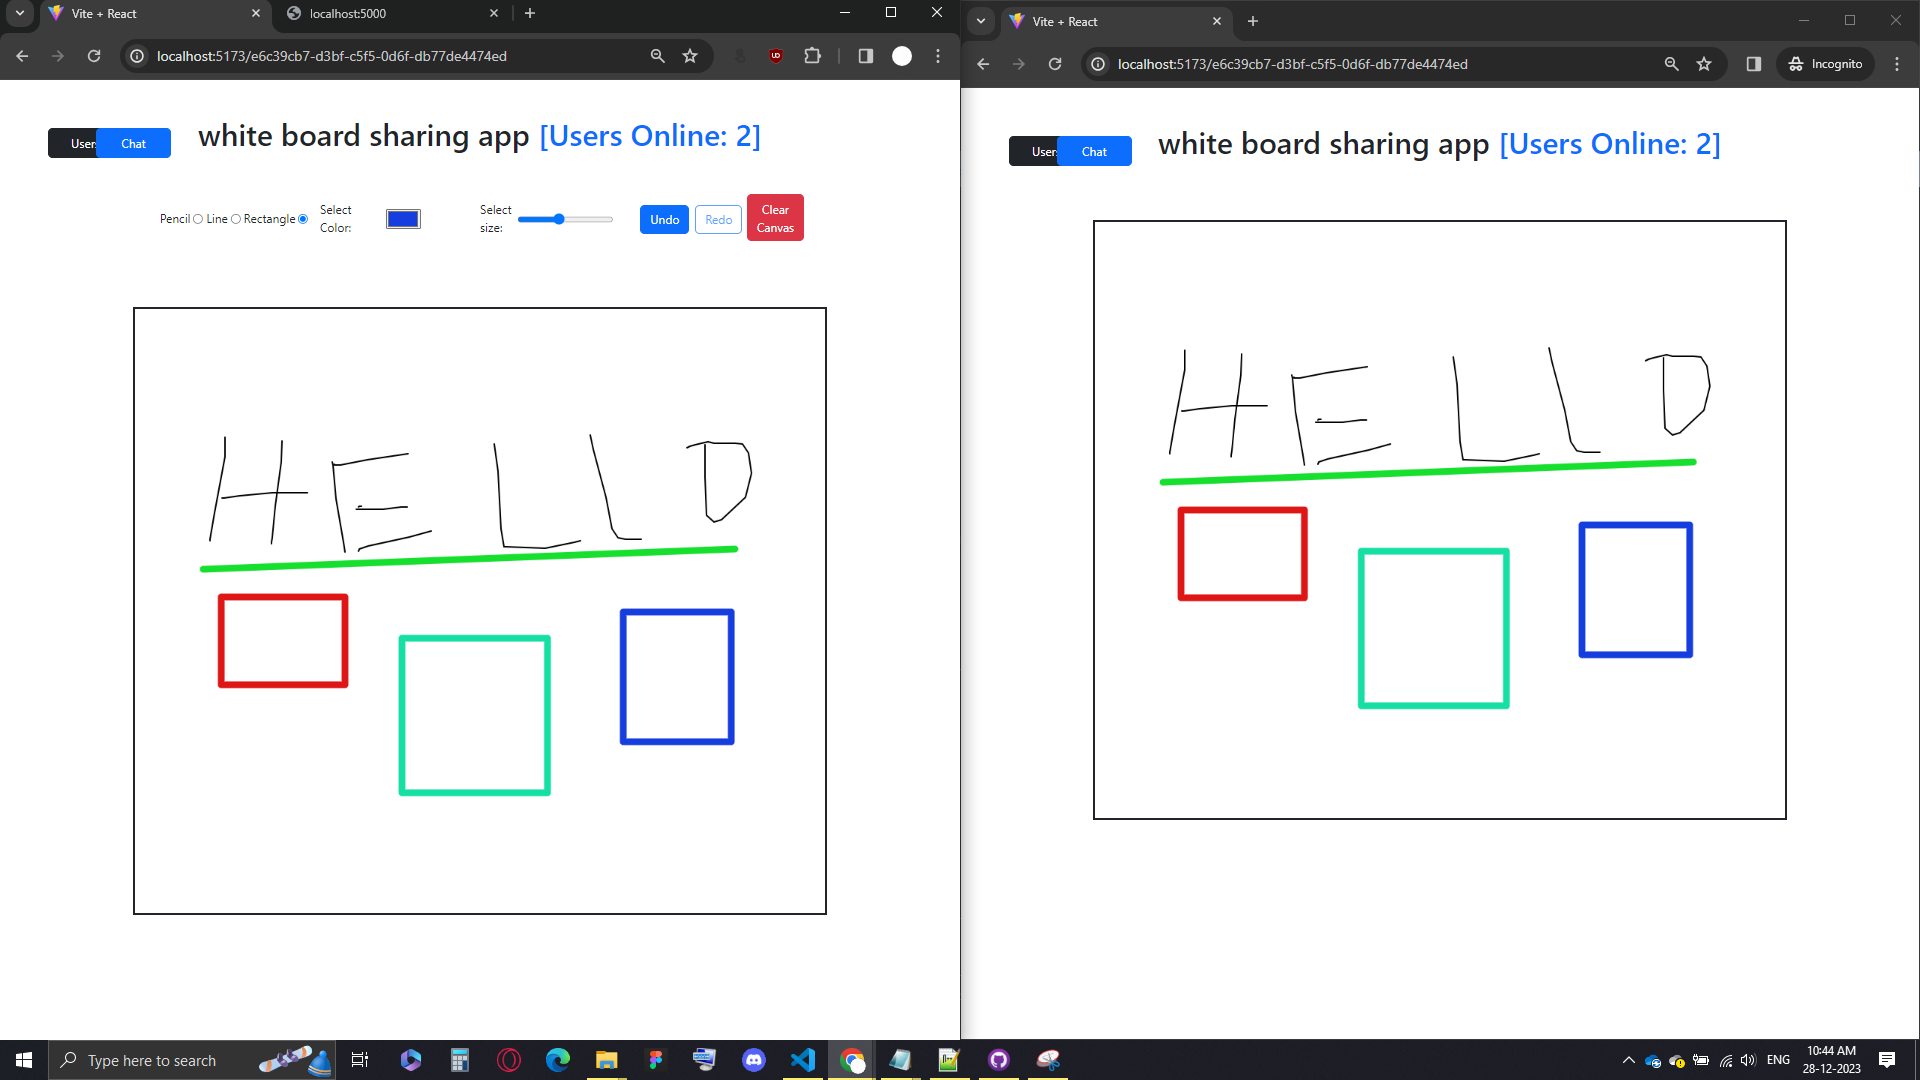 Vite + React
localhost:5000
localhost:5173/e6c39cb7-d3bf-c5f5-0d6f-db77de4474ed
User
Chat
white board sharing app [Users Online: 2]
Pencil Line Rectangle
Select
Color:
Select
size:
Undo
Redo
Clear
Canvas
HELLO
Vite + React
localhost:5173/e6c39cb7-d3bf-c5f5-0d6f-db77de4474ed
Incognito
User
Chat
white board sharing app [Users Online: 2]
HELLO
Type here to search
ENG
10:44 AM
28-12-2023